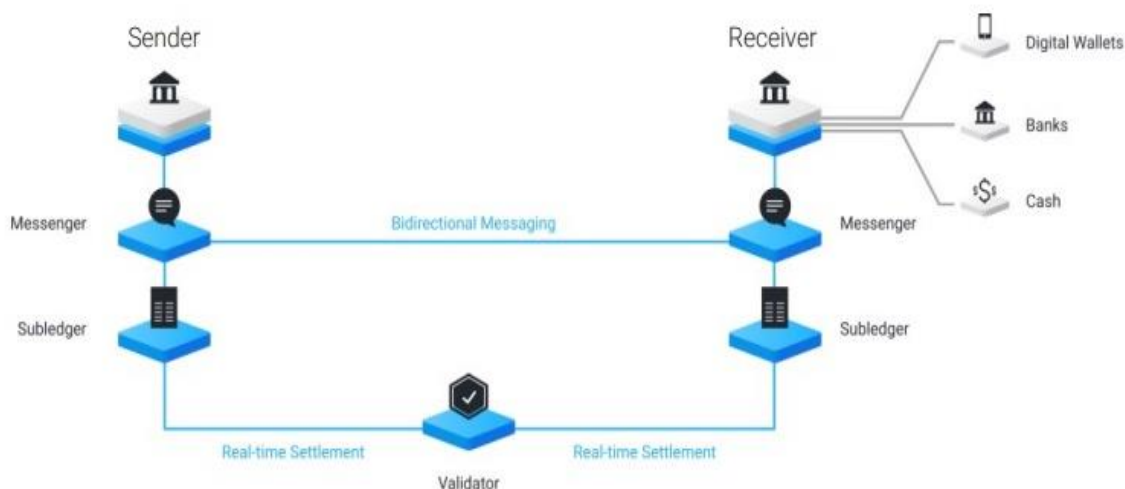 Sender
Receiver
Digital Wallets
Banks
Cash
$$$
Messenger
Bidirectional Messaging
Messenger
Subledger
Subledger
Real-time Settlement
Real-time Settlement
Validator